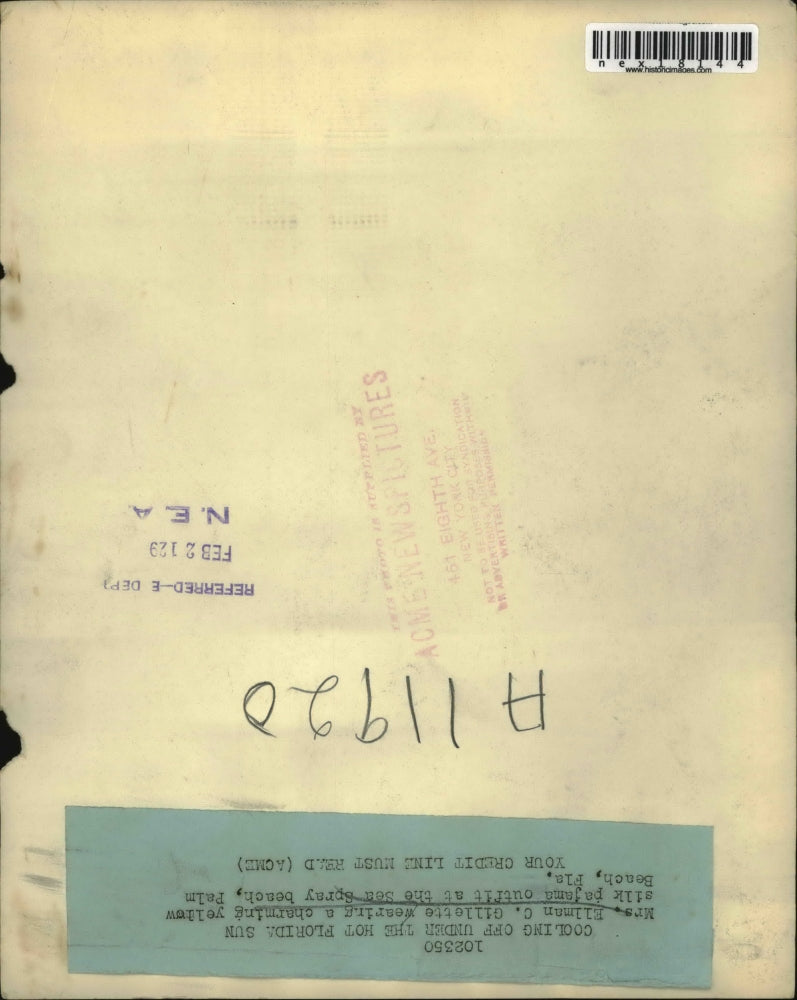 nex18144
www.historicimages.com
THIS PHOTO IS SUPPLIED BY
ACME NEWSPICTURES
461 EIGHTH AVE.
NEW YORK CITY
NOT TO BE USED FOR SYNDICATION
OR ADVERTISING PURPOSES WITHOUT
WRITTEN PERMISSION
REFERRED-E DEPT
FEB 2 129
N. E. A.
A 11920
102350
COOLING OFF UNDER THE HOT FLORIDA SUN
Mrs. Eliman C. Gillette wearing a charming yellow
silk pajama outfit at the Sea Spray beach, Palm
Beach, Fla.
YOUR CREDIT LINE MUST READ (ACME)